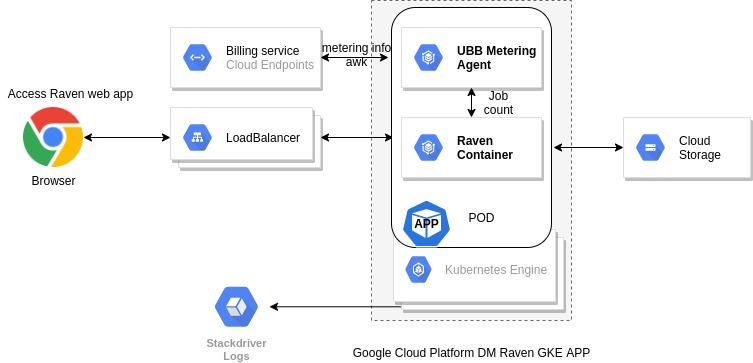 Billing service
Cloud Endpoints
metering info
awk
UBB Metering
Agent
Access Raven web app
Job
count
LoadBalancer
Raven
Container
Cloud
Storage
Browser
APP
POD
Kubernetes Engine
Stackdriver
Logs
Google Cloud Platform DM Raven GKE APP